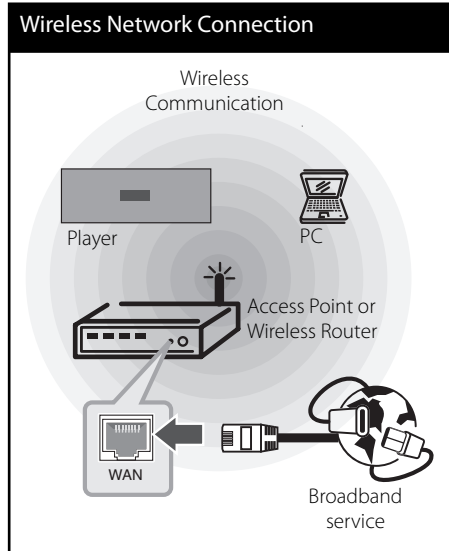 Wireless Network Connection
Wireless
Communication
Player
PC
Access Point or
Wireless Router
WAN
Broadband
service